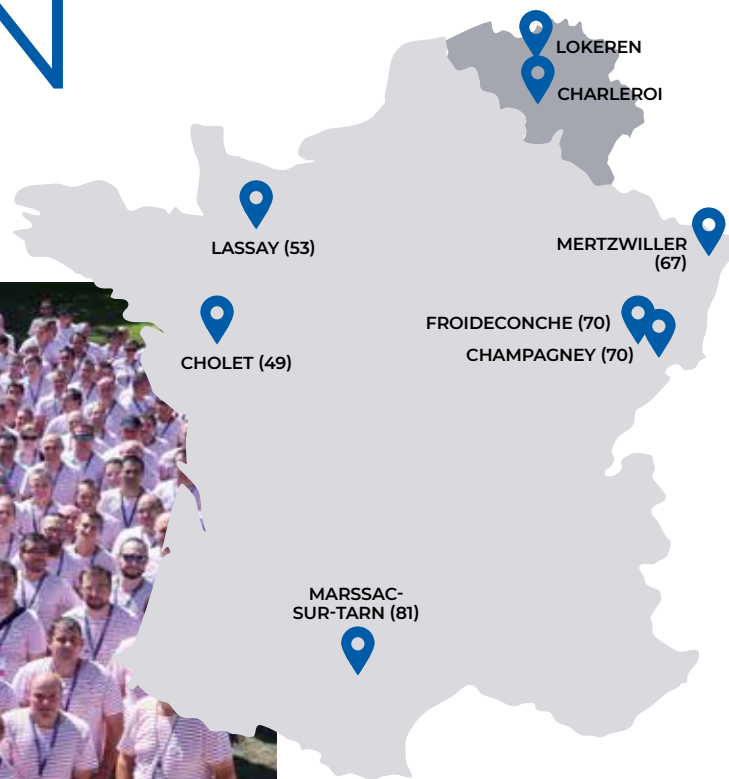 N
LOKEREN
CHARLEROI
LASSAY (53)
MERTZWILLER
(67)
FROIDECONCHE (70)
CHAMPAGNEY (70)
CHOLET (49)
MARSSAC-
SUR-TARN (81)